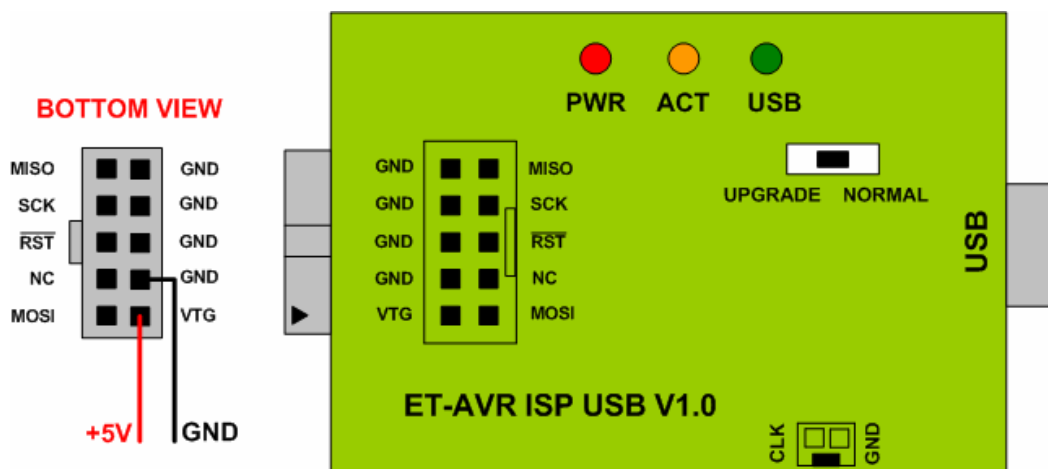 PWR ACT USB
BOTTOM VIEW
MISO GND
SCK GND
RST GND
NC GND
MOSI VTG
+5V GND
GND MISO
GND SCK
GND RST
GND NC
VTG MOSI
UPGRADE NORMAL
USB
ET-AVR ISP USB V1.0
CLK
GND